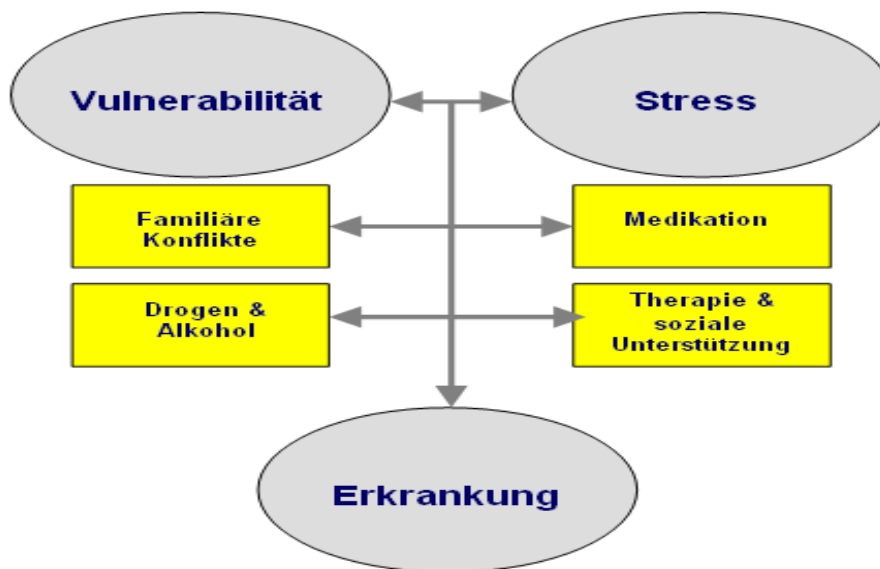 Vulnerabilität
Stress
Familiäre
Konflikte
Medikation
Drogen &
Alkohol
Therapie &
soziale
Unterstützung
Erkrankung